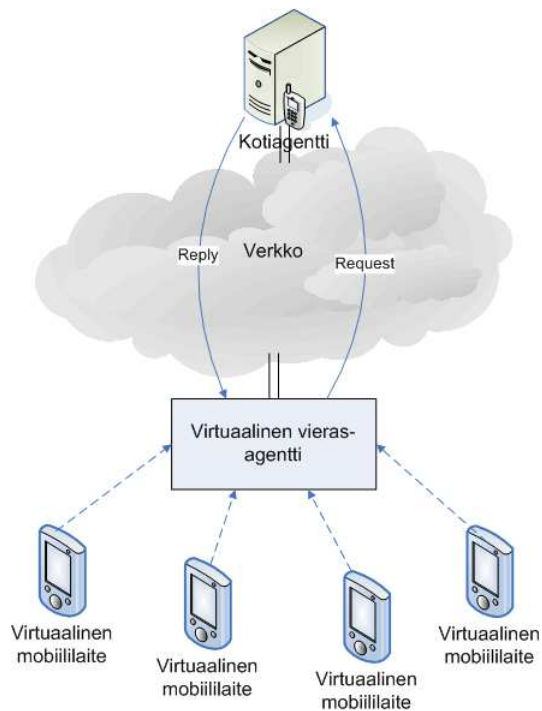 Kotiagentti
Verkko
Reply
Request
Virtuaalinen vieras-
agentti
Virtuaalinen
mobiililaite
Virtuaalinen
mobiililaite
Virtuaalinen
mobiililaite
Virtuaalinen
mobiililaite